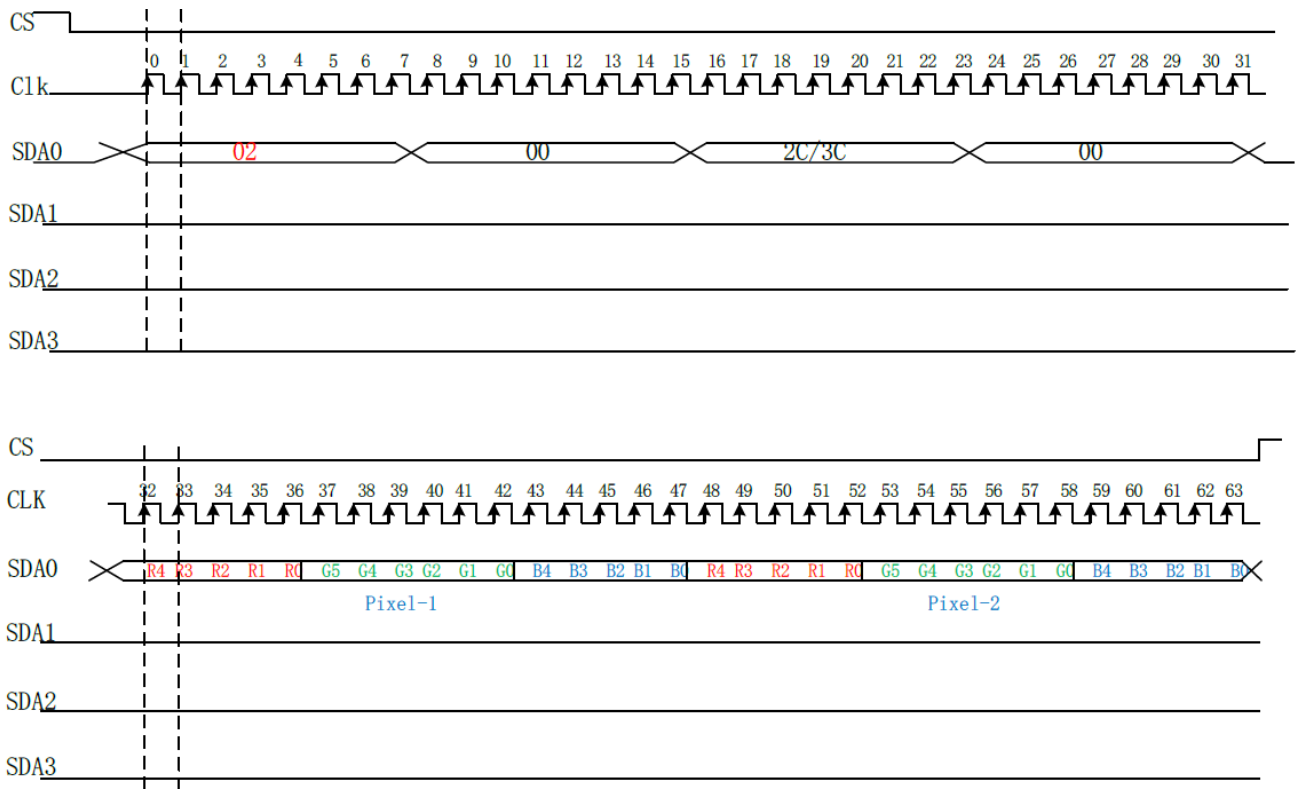 CS
0 1 2 3 4 5 6 7 8 9 10 11 12 13 14 15 16 17 18 19 20 21 22 23 24 25 26 27 28 29 30 31
Clk
SDA0 02 00 2C/3C 00
SDA1
SDA2
SDA3
CS
32 33 34 35 36 37 38 39 40 41 42 43 44 45 46 47 48 49 50 51 52 53 54 55 56 57 58 59 60 61 62 63
CLK
SDA0 R4 R3 R2 R1 R0 G5 G4 G3 G2 G1 G0 B4 B3 B2 B1 B0 R4 R3 R2 R1 R0 G5 G4 G3 G2 G1 G0 B4 B3 B2 B1 B0
Pixel-1 Pixel-2
SDA1
SDA2
SDA3